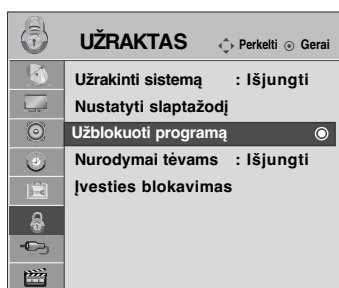 UŽRAKTAS Perkelti Gerai
Užrakinti sistemą : Išjungti
Nustatyti slaptažodį
Užblokuoti programą
Nurodymai tėvams : Išjungti
Įvesties blokavimas